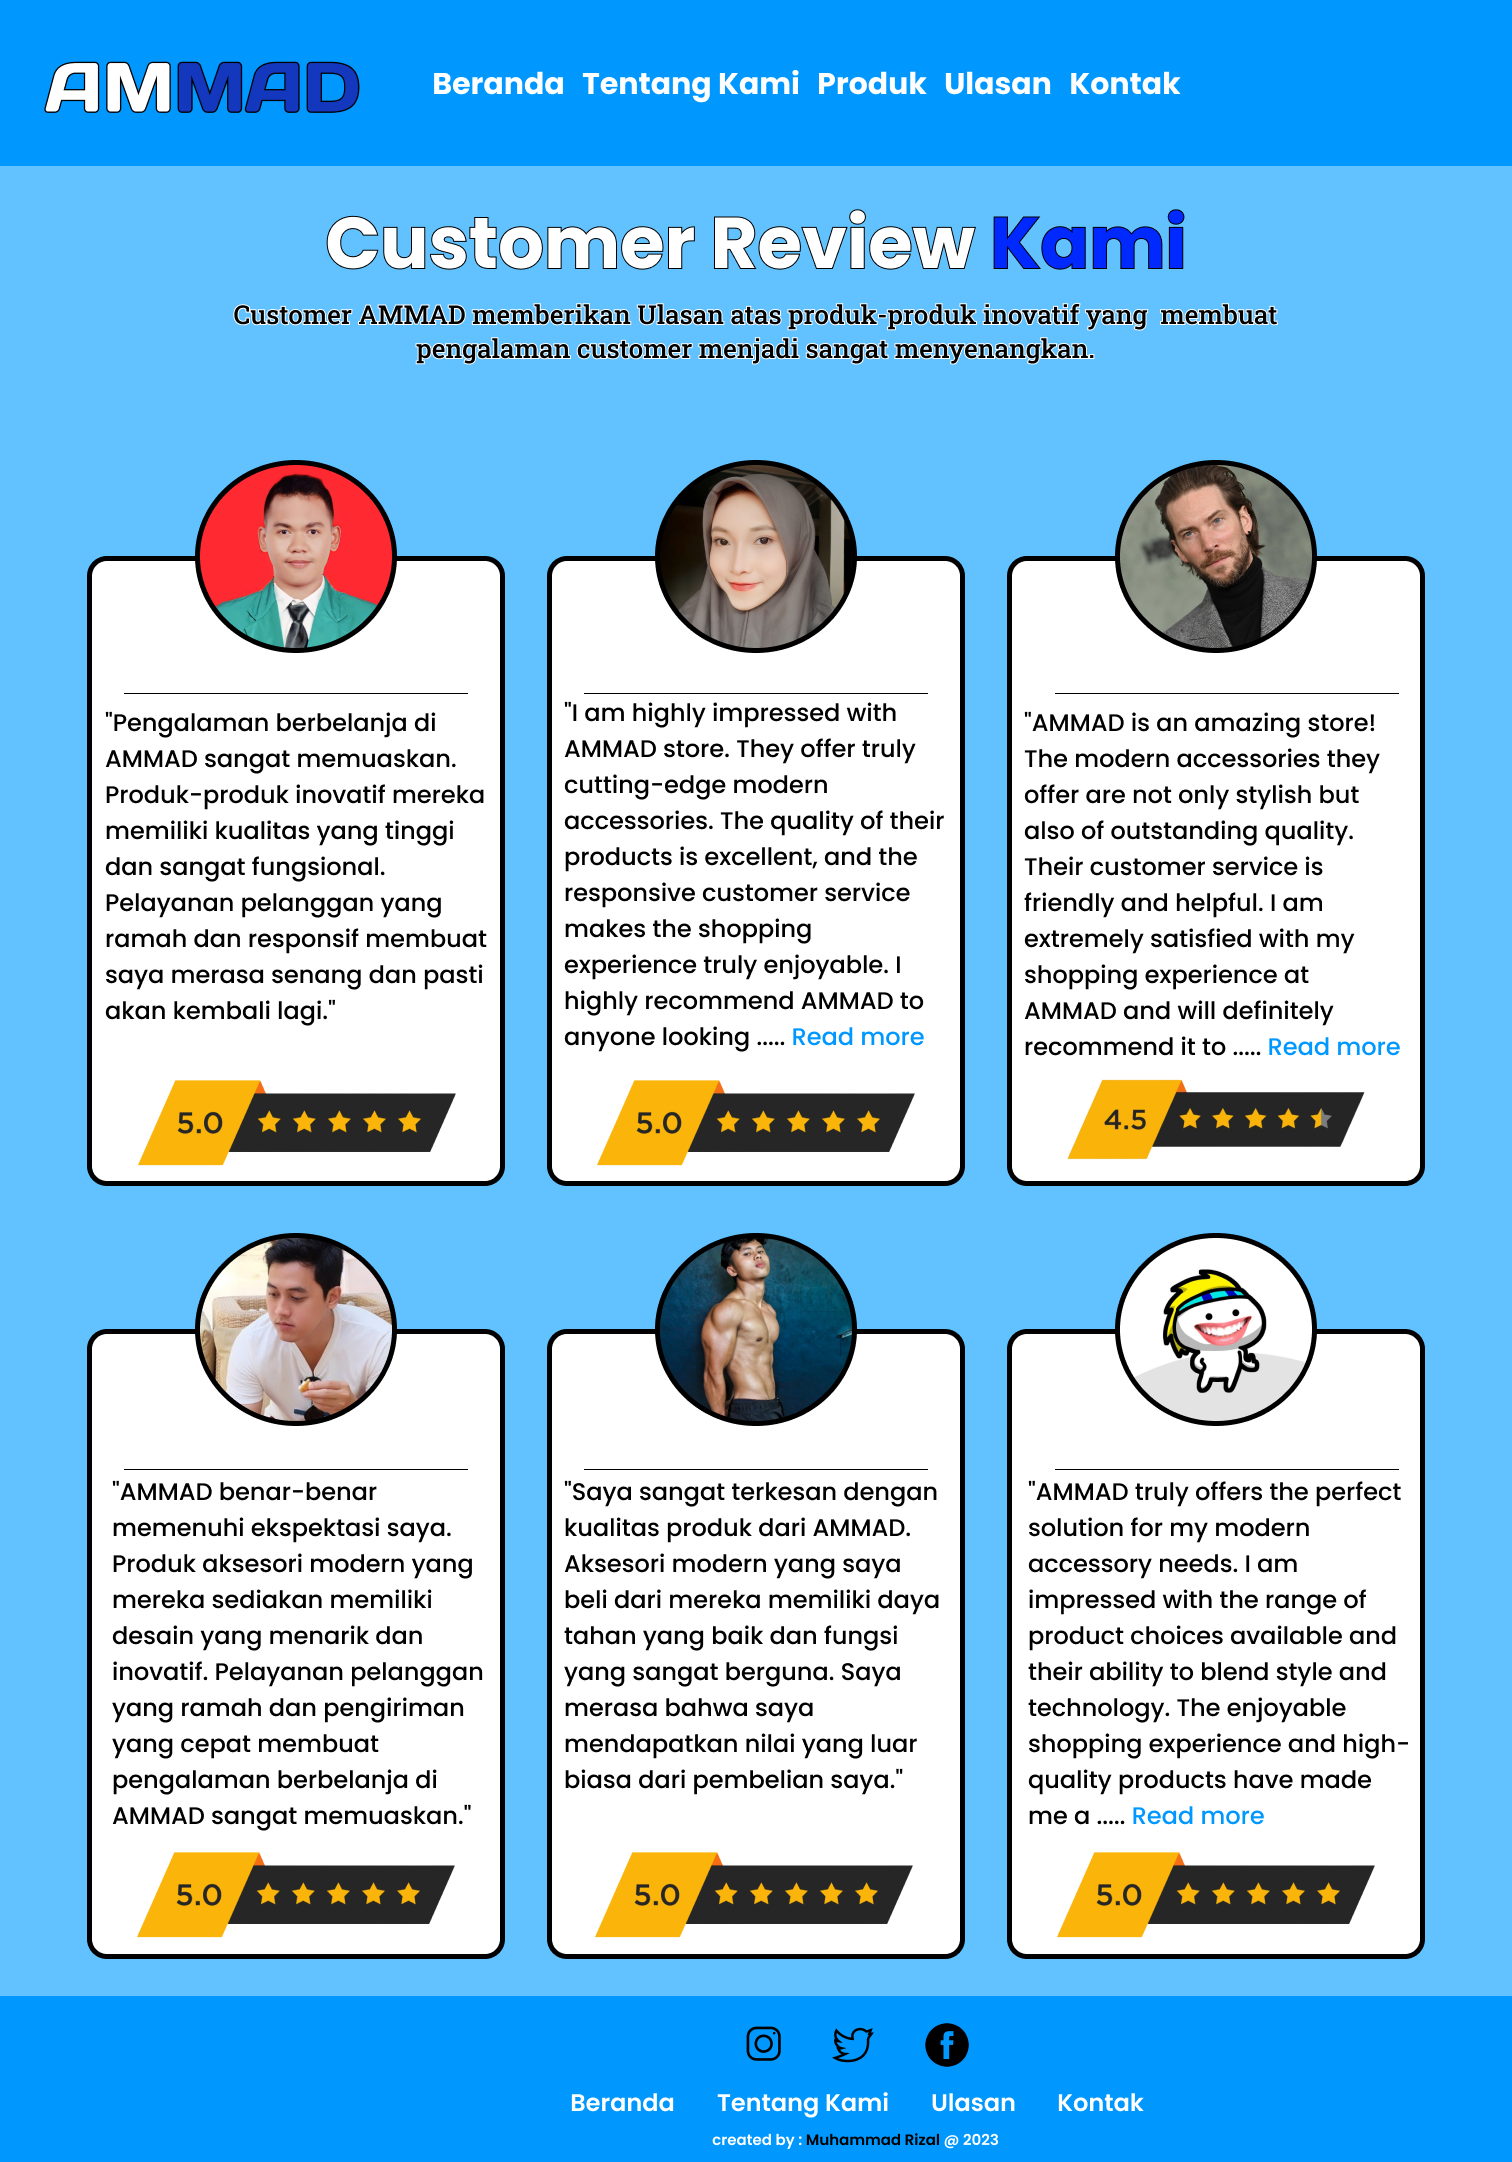 AMMAD
Beranda Tentang Kami Produk Ulasan Kontak
Customer Review Kami
Customer AMMAD memberikan Ulasan atas produk-produk inovatif yang membuat
pengalaman customer menjadi sangat menyenangkan.
"Pengalaman berbelanja di
AMMAD sangat memuaskan.
Produk-produk inovatif mereka
memiliki kualitas yang tinggi
dan sangat fungsional.
Pelayanan pelanggan yang
ramah dan responsif membuat
saya merasa senang dan pasti
akan kembali lagi."
5.0
"I am highly impressed with
AMMAD store. They offer truly
cutting-edge modern
accessories. The quality of their
products is excellent, and the
responsive customer service
makes the shopping
experience truly enjoyable. I
highly recommend AMMAD to
anyone looking ..... Read more
5.0
"AMMAD is an amazing store!
The modern accessories they
offer are not only stylish but
also of outstanding quality.
Their customer service is
friendly and helpful. I am
extremely satisfied with my
shopping experience at
AMMAD and will definitely
recommend it to ..... Read more
4.5
"AMMAD benar-benar
memenuhi ekspektasi saya.
Produk aksesori modern yang
mereka sediakan memiliki
desain yang menarik dan
inovatif. Pelayanan pelanggan
yang ramah dan pengiriman
yang cepat membuat
pengalaman berbelanja di
AMMAD sangat memuaskan."
5.0
"Saya sangat terkesan dengan
kualitas produk dari AMMAD.
Aksesori modern yang saya
beli dari mereka memiliki daya
tahan yang baik dan fungsi
yang sangat berguna. Saya
merasa bahwa saya
mendapatkan nilai yang luar
biasa dari pembelian saya."
5.0
"AMMAD truly offers the perfect
solution for my modern
accessory needs. I am
impressed with the range of
product choices available and
their ability to blend style and
technology. The enjoyable
shopping experience and high-
quality products have made
me a ..... Read more
5.0
Beranda Tentang Kami Ulasan Kontak
created by : Muhammad Rizal @ 2023